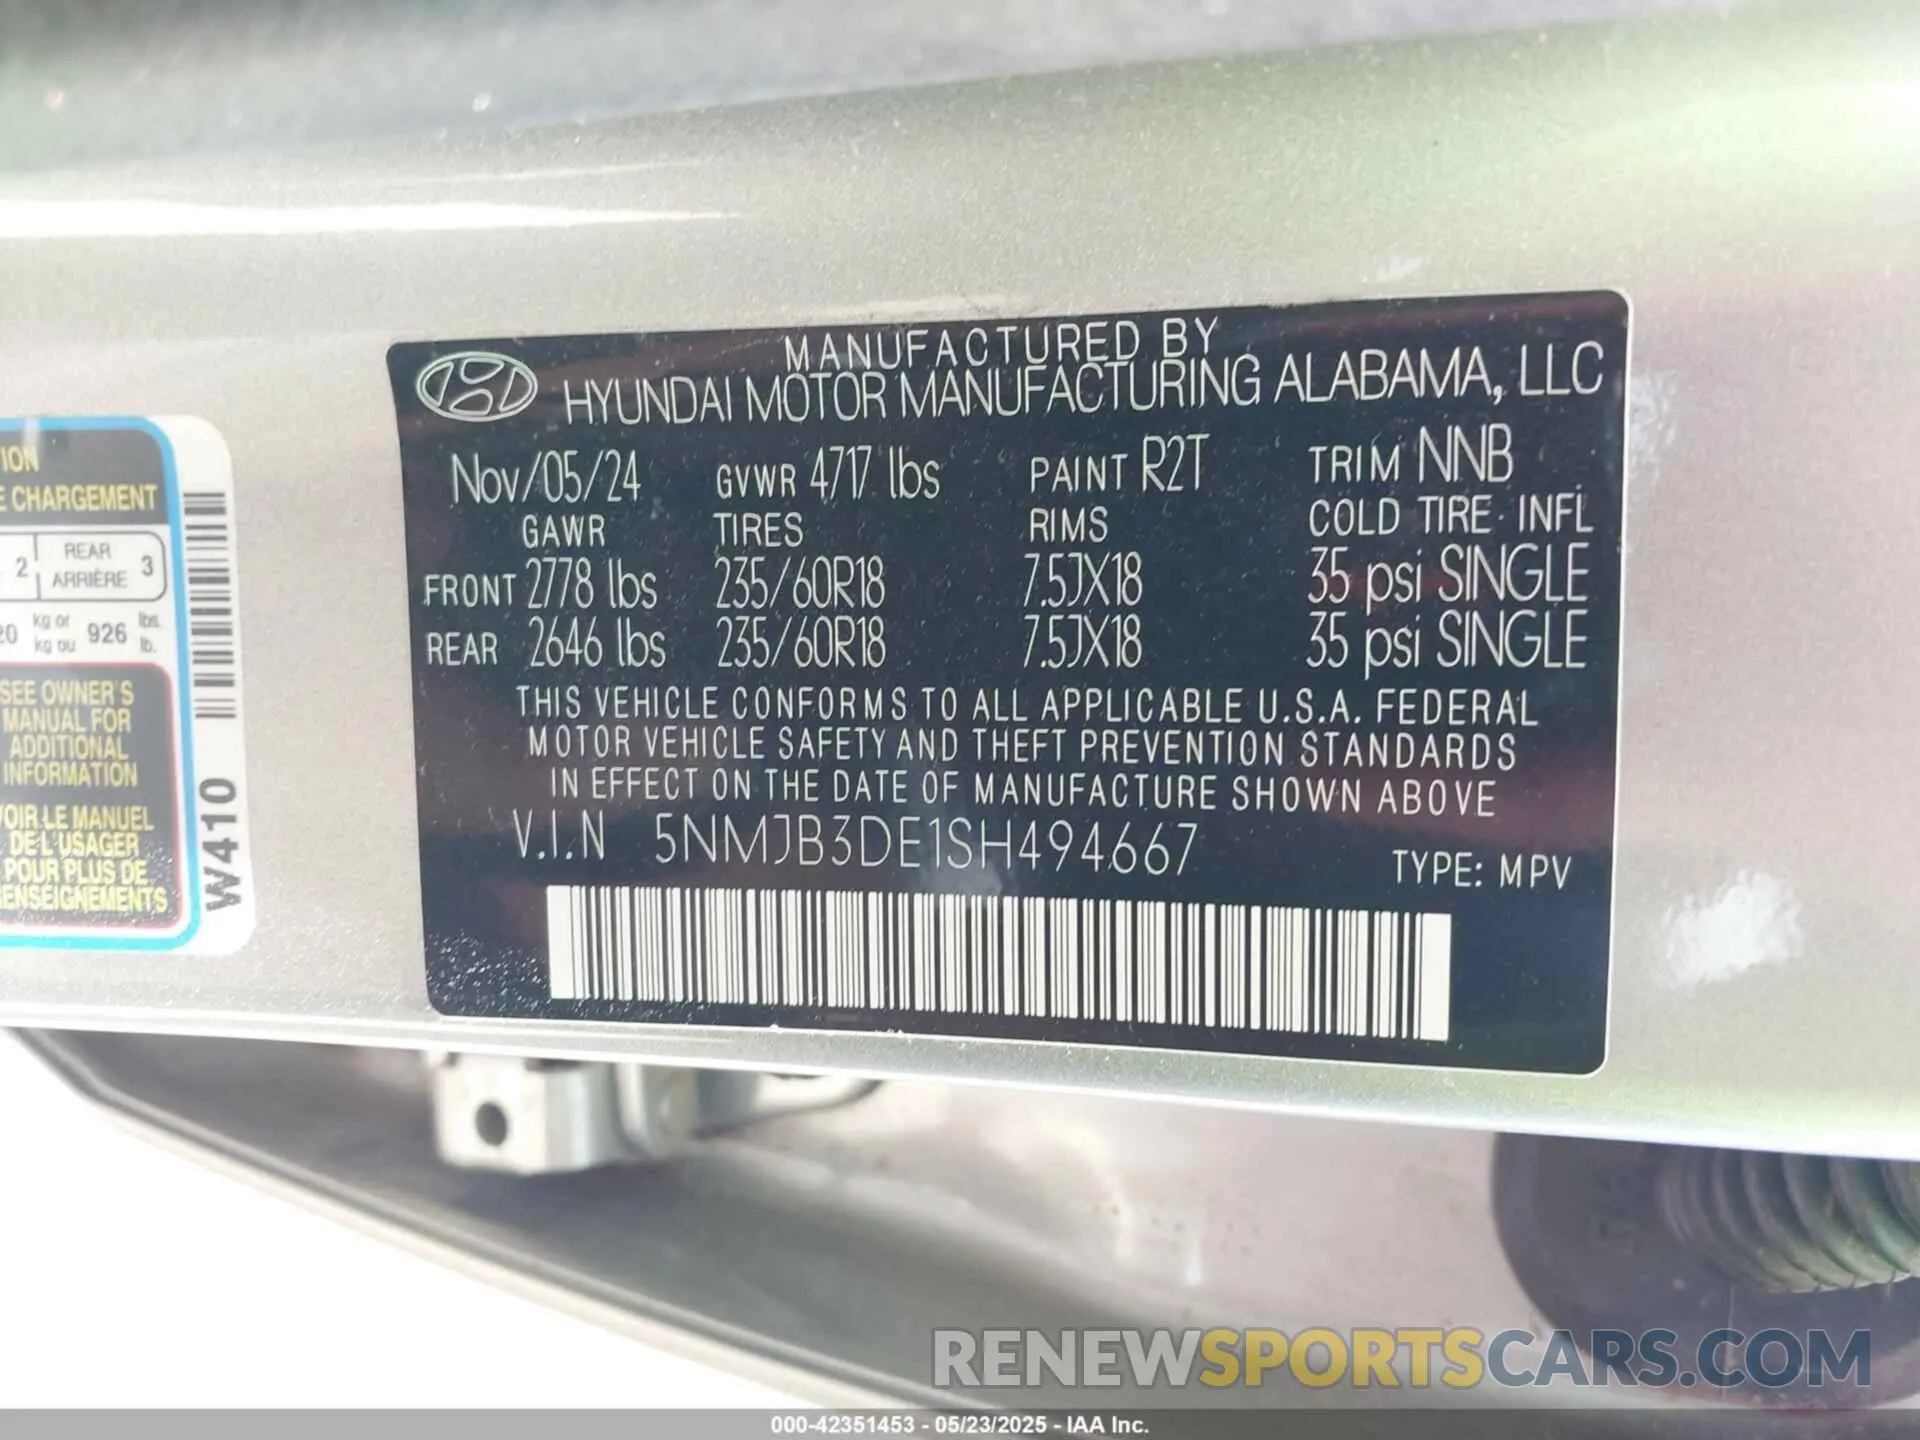 MANUFACTURED BY
HYUNDAI MOTOR MANUFACTURING ALABAMA, LLC
Nov/05/24 GVWR 4717 lbs PAINT R2T TRIM NNB
GAWR TIRES RIMS COLD TIRE INFL
FRONT 2778 lbs 235/60R18 7.5JX18 35 psi SINGLE
REAR 2646 lbs 235/60R18 7.5JX18 35 psi SINGLE
THIS VEHICLE CONFORMS TO ALL APPLICABLE U.S.A. FEDERAL
MOTOR VEHICLE SAFETY AND THEFT PREVENTION STANDARDS
IN EFFECT ON THE DATE OF MANUFACTURE SHOWN ABOVE
V.I.N 5NMJB3DE1SH494667 TYPE: MPV
CHARGEMENT
2 REAR 3
ARRIÈRE
kg or lbs.
kg ou 926 lb.
SEE OWNER'S
MANUAL FOR
ADDITIONAL
INFORMATION
VOIR LE MANUEL
DE L'USAGER
POUR PLUS DE
RENSEIGNEMENTS
W410
RENEWSPORTSCARS.COM
000-42351453 - 05/23/2025 - IAA Inc.